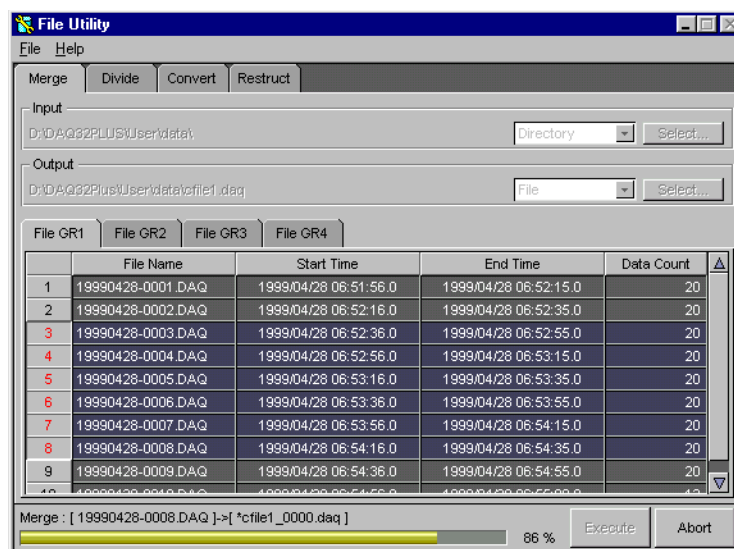 File Utility
File Help
Merge Divide Convert Restruct
Input
D:\DAQ32PLUS\User\data\ Directory Select...
Output
D:\DAQ32Plus\User\data\cfile1.daq File Select...
File GR1 File GR2 File GR3 File GR4
File Name Start Time End Time Data Count
1 19990428-0001.DAQ 1999/04/28 06:51:56.0 1999/04/28 06:52:15.0 20
2 19990428-0002.DAQ 1999/04/28 06:52:16.0 1999/04/28 06:52:35.0 20
3 19990428-0003.DAQ 1999/04/28 06:52:36.0 1999/04/28 06:52:55.0 20
4 19990428-0004.DAQ 1999/04/28 06:52:56.0 1999/04/28 06:53:15.0 20
5 19990428-0005.DAQ 1999/04/28 06:53:16.0 1999/04/28 06:53:35.0 20
6 19990428-0006.DAQ 1999/04/28 06:53:36.0 1999/04/28 06:53:55.0 20
7 19990428-0007.DAQ 1999/04/28 06:53:56.0 1999/04/28 06:54:15.0 20
8 19990428-0008.DAQ 1999/04/28 06:54:16.0 1999/04/28 06:54:35.0 20
9 19990428-0009.DAQ 1999/04/28 06:54:36.0 1999/04/28 06:54:55.0 20
Merge : [ 19990428-0008.DAQ ]->[ *cfile1_0000.daq ]
86 % Execute Abort